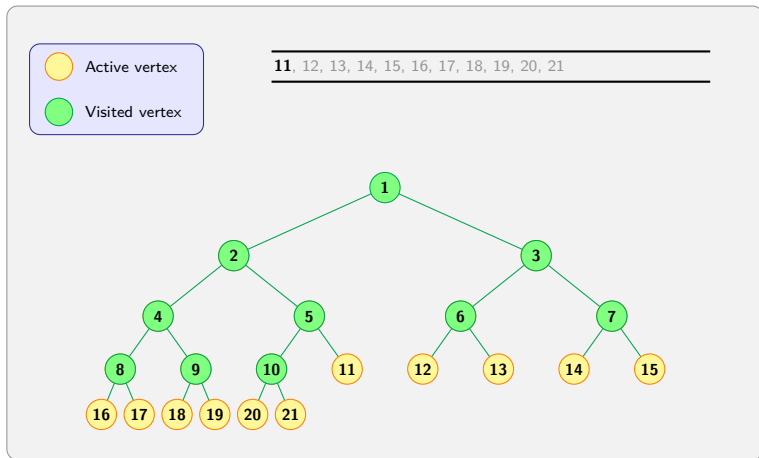 Active vertex
11, 12, 13, 14, 15, 16, 17, 18, 19, 20, 21
Visited vertex
1
2 3
4 5 6 7
8 9 10 11 12 13 14 15
16 17 18 19 20 21